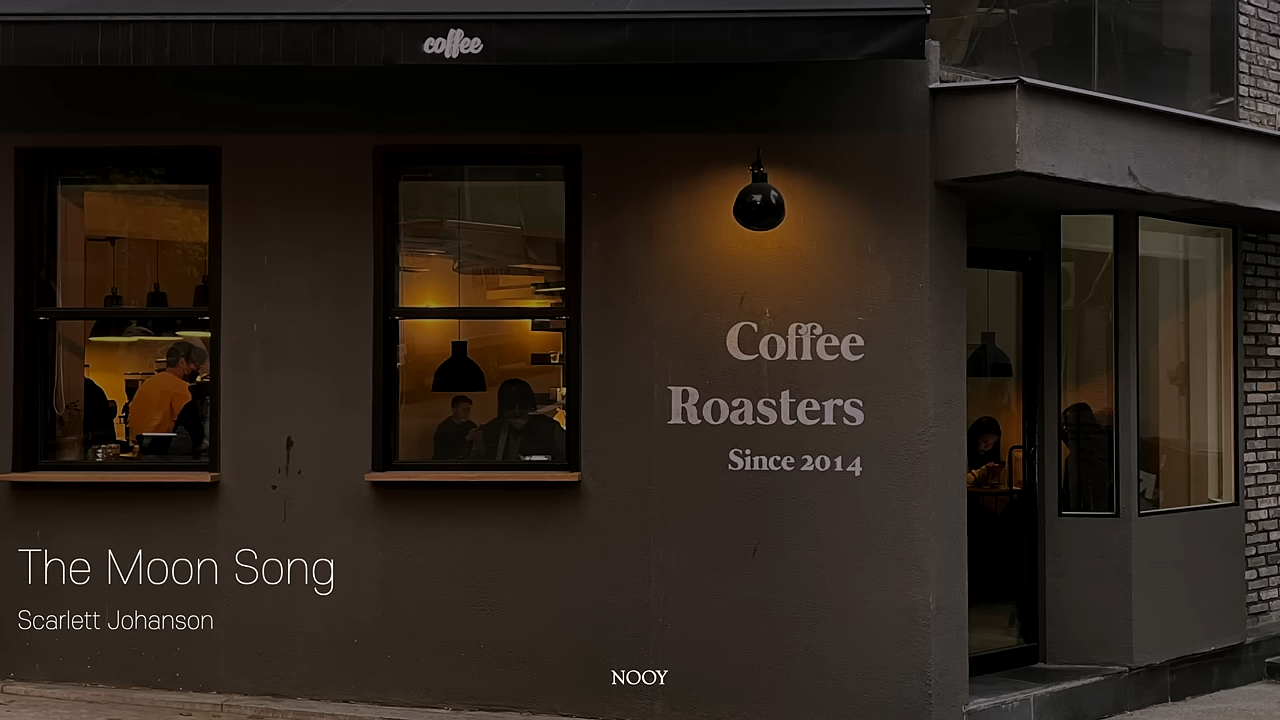 coffee
Coffee
Roasters
Since 2014
The Moon Song
Scarlett Johanson
NOOY